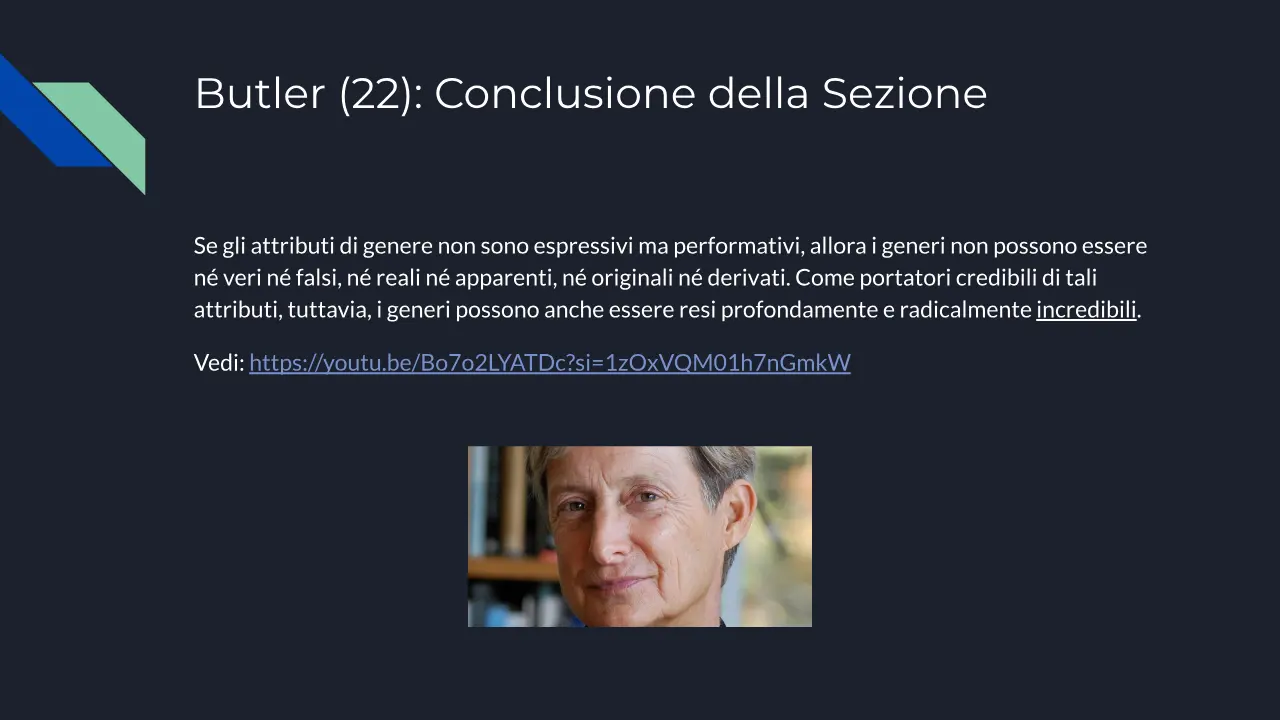 Butler (22): Conclusione della Sezione
Se gli attributi di genere non sono espressivi ma performativi, allora i generi non possono essere
né veri né falsi, né reali né apparenti, né originali né derivati. Come portatori credibili di tali
attributi, tuttavia, i generi possono anche essere resi profondamente e radicalmente incredibili.
Vedi: https://youtu.be/Bo7o2LYATDc?si=1zOxVQM01h7nGmkW